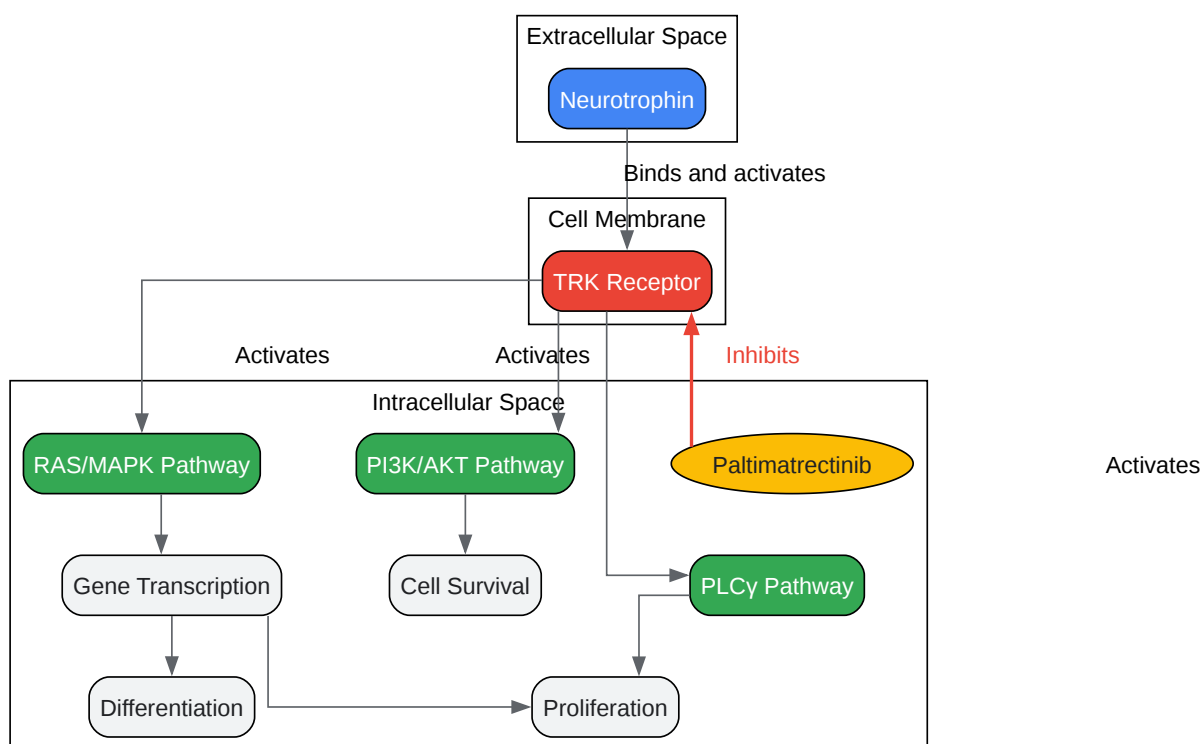 Extracellular Space
Neurotrophin
Binds and activates
Cell Membrane
TRK Receptor
Activates
Activates
Inhibits
Intracellular Space
RAS/MAPK Pathway
PI3K/AKT Pathway
Paltimatrectinib
Activates
Gene Transcription
Cell Survival
PLCγ Pathway
Differentiation
Proliferation